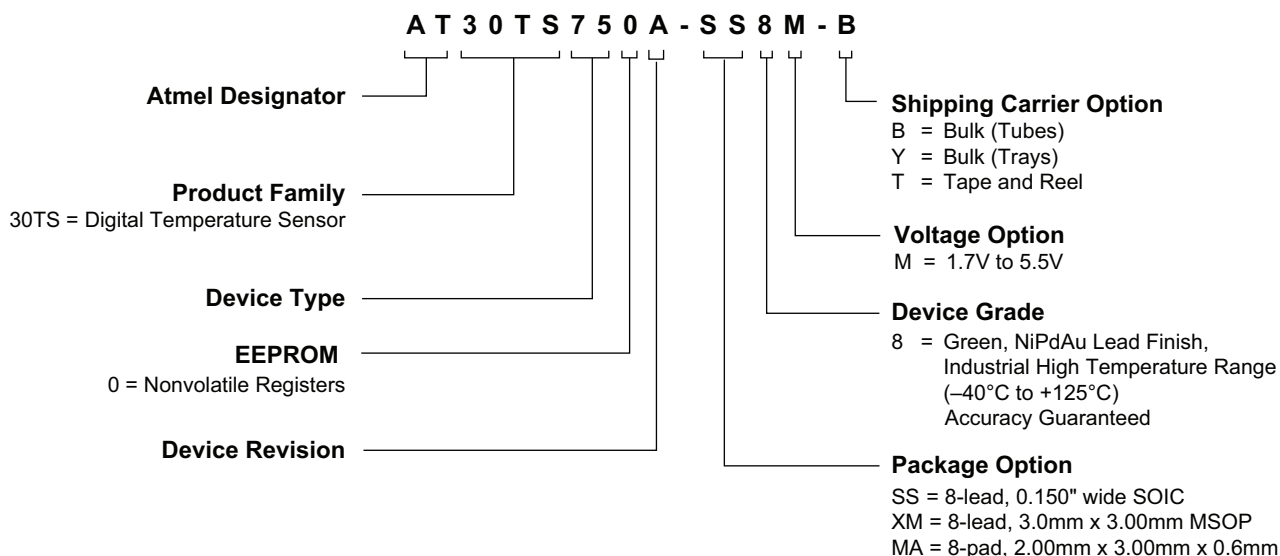 A T 3 0 T S 7 5 0 A - S S 8 M - B
Atmel Designator
Product Family
30TS = Digital Temperature Sensor
Device Type
EEPROM
0 = Nonvolatile Registers
Device Revision
Shipping Carrier Option
B = Bulk (Tubes)
Y = Bulk (Trays)
T = Tape and Reel
Voltage Option
M = 1.7V to 5.5V
Device Grade
8 = Green, NiPdAu Lead Finish,
Industrial High Temperature Range
(–40°C to +125°C)
Accuracy Guaranteed
Package Option
SS = 8-lead, 0.150" wide SOIC
XM = 8-lead, 3.0mm x 3.00mm MSOP
MA = 8-pad, 2.00mm x 3.00mm x 0.6mm